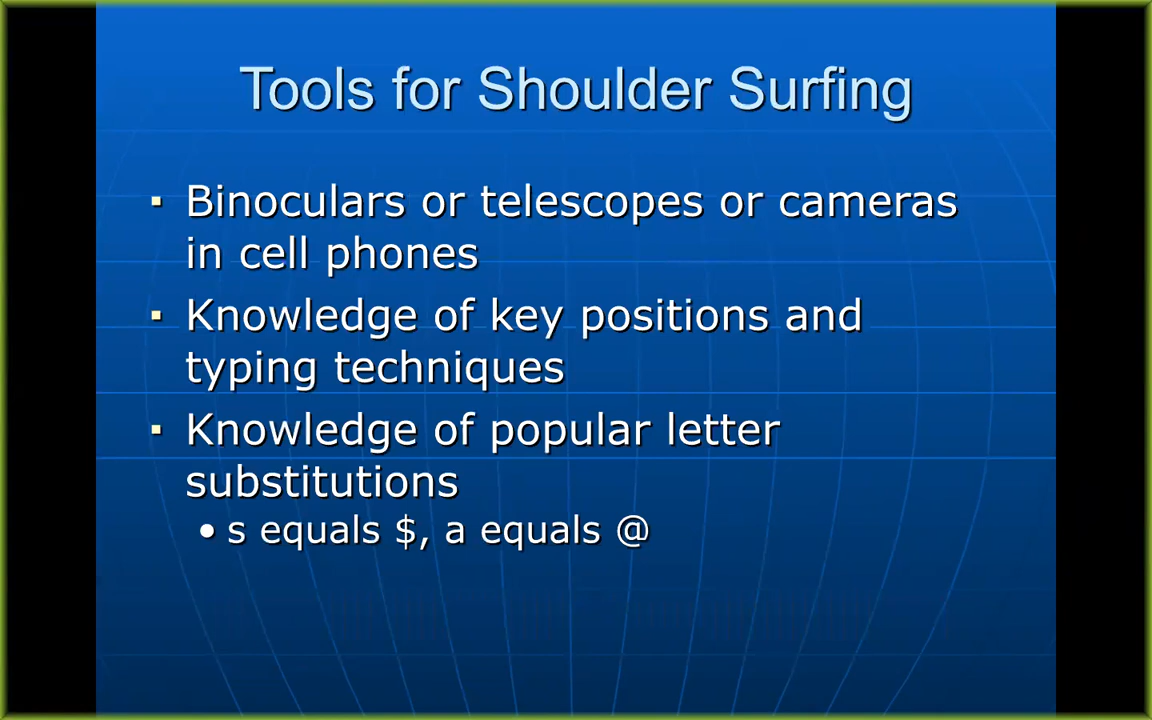 Tools for Shoulder Surfing
▪ Binoculars or telescopes or cameras
in cell phones
▪ Knowledge of key positions and
typing techniques
▪ Knowledge of popular letter
substitutions
• s equals $, a equals @